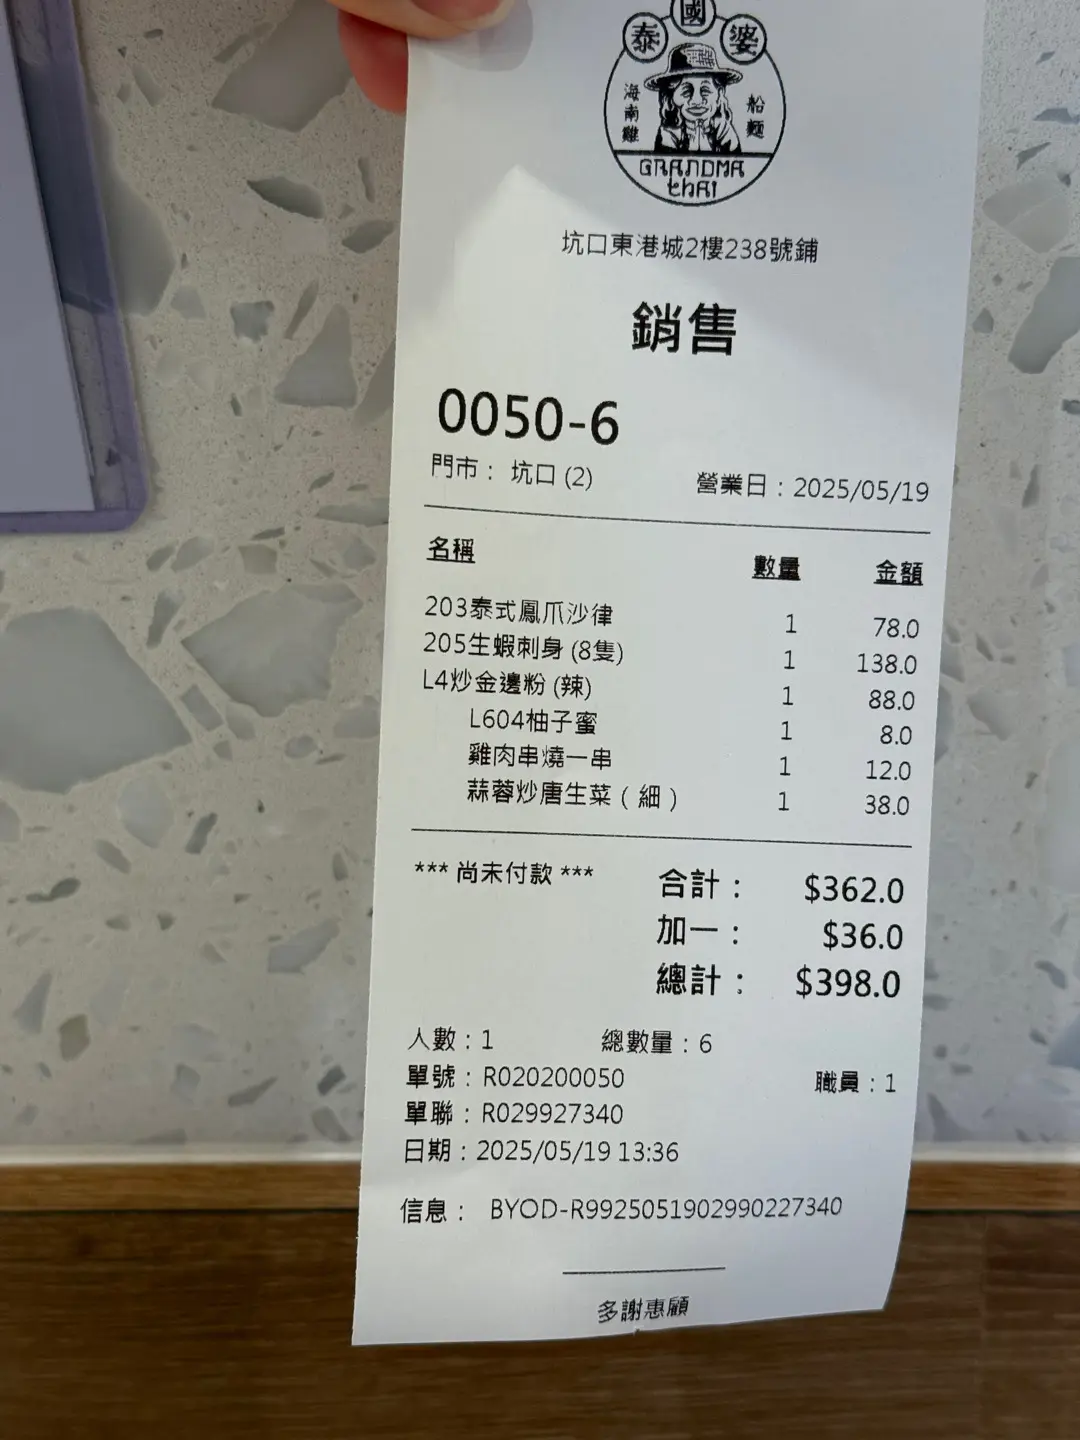 泰國婆
海南雞
船麵
GRANDMA
thAI
坑口東港城2樓238號鋪
銷售
0050-6
門市： 坑口 (2) 營業日：2025/05/19
名稱 數量 金額
203泰式鳳爪沙律 1 78.0
205生蝦刺身 (8隻) 1 138.0
L4炒金邊粉 (辣) 1 88.0
L604柚子蜜 1 8.0
雞肉串燒一串 1 12.0
蒜蓉炒唐生菜（細） 1 38.0
*** 尚未付款 *** 合計： $362.0
加一： $36.0
總計： $398.0
人數：1 總數量：6
單號：R020200050 職員：1
單聯：R029927340
日期：2025/05/19 13:36
信息： BYOD-R9925051902990227340
多謝惠顧